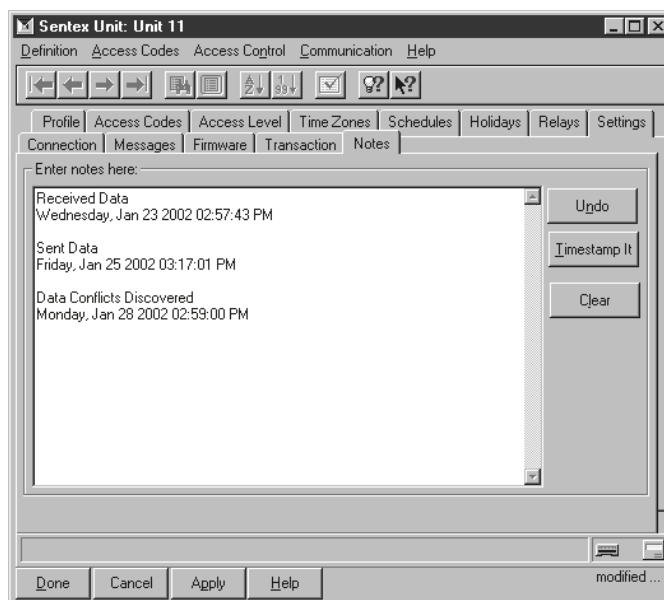 Sentex Unit: Unit 11
Definition Access Codes Access Control Communication Help
Profile Access Codes Access Level Time Zones Schedules Holidays Relays Settings
Connection Messages Firmware Transaction Notes
Enter notes here:
Received Data
Wednesday, Jan 23 2002 02:57:43 PM
Sent Data
Friday, Jan 25 2002 03:17:01 PM
Data Conflicts Discovered
Monday, Jan 28 2002 02:59:00 PM
Undo
Timestamp It
Clear
Done Cancel Apply Help
modified ...